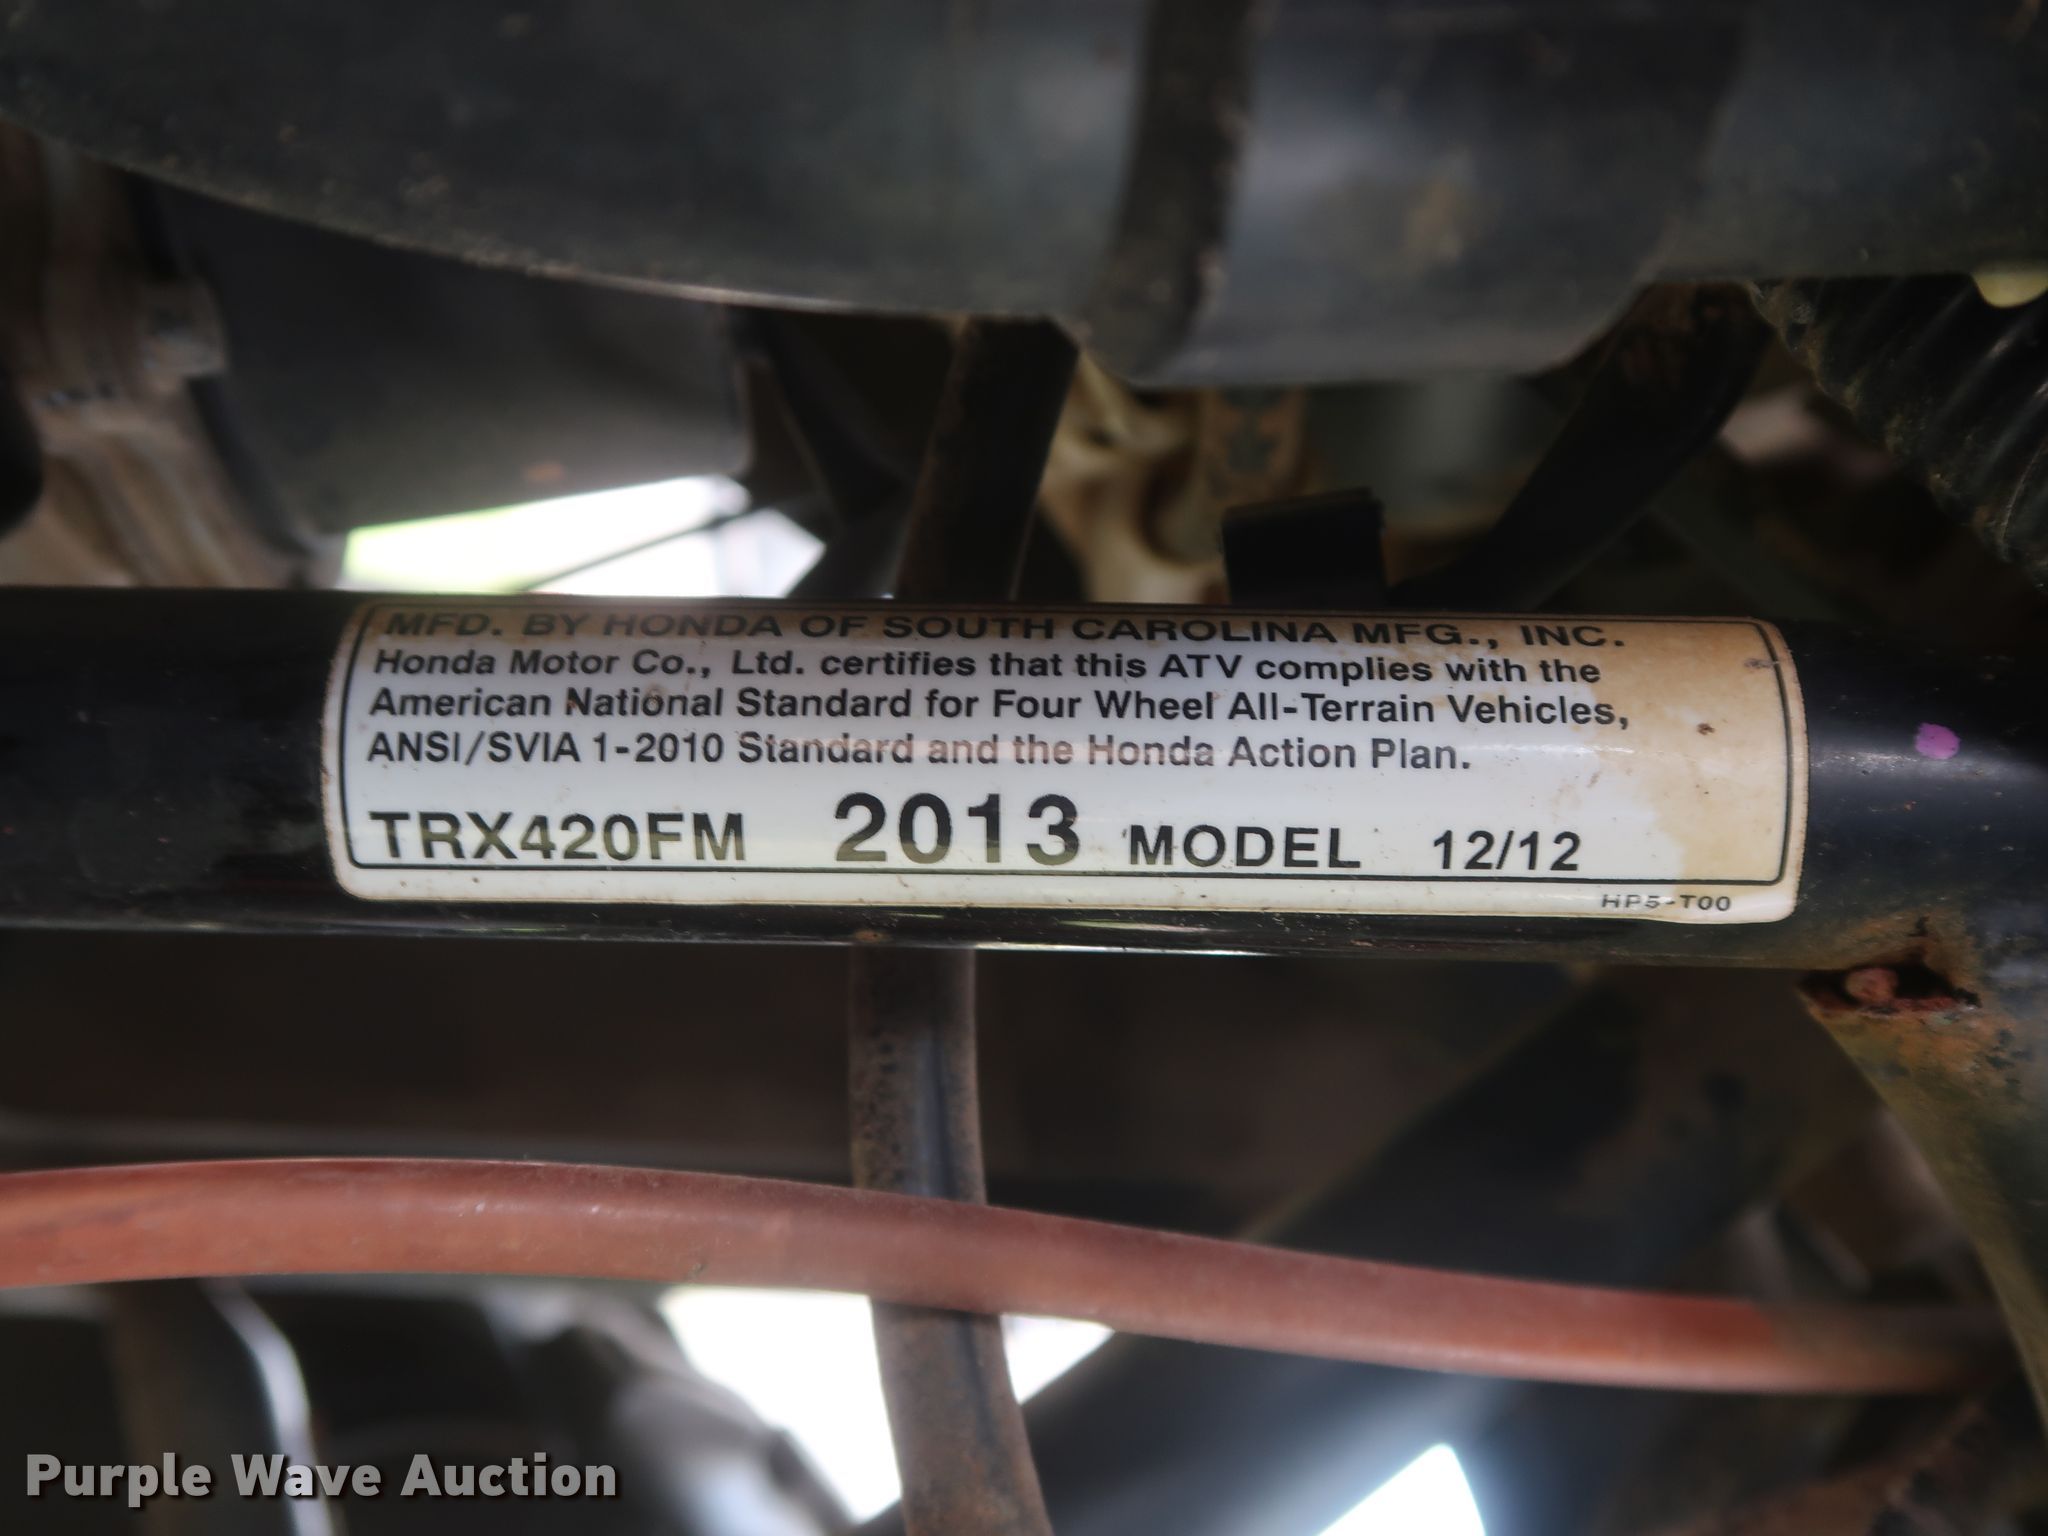 MFD. BY HONDA OF SOUTH CAROLINA MFG., INC.
Honda Motor Co., Ltd. certifies that this ATV complies with the
American National Standard for Four Wheel All-Terrain Vehicles,
ANSI/SVIA 1-2010 Standard and the Honda Action Plan.
TRX420FM 2013 MODEL 12/12
HP5-T00
Purple Wave Auction